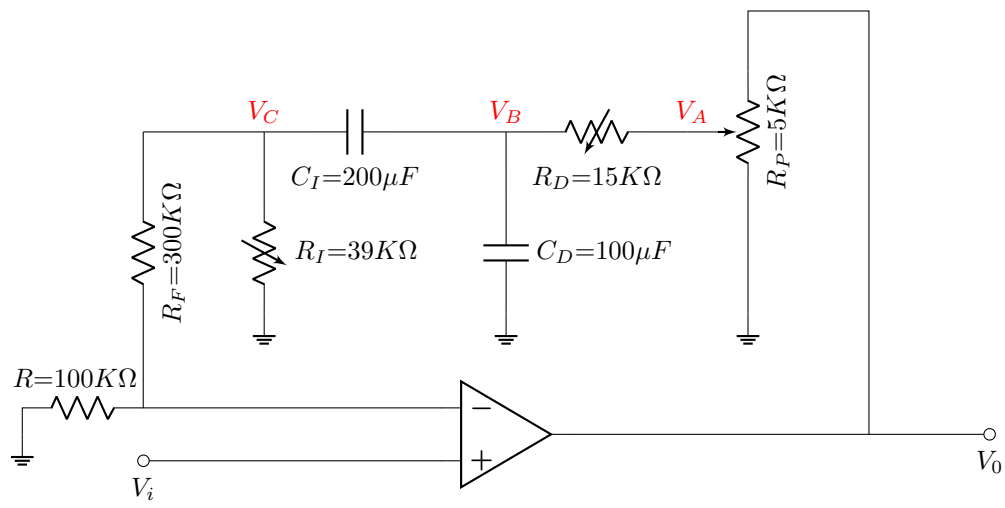 V_C
V_B
V_A
R_P=5KΩ
C_I=200μF
R_D=15KΩ
R_F=300KΩ
R_I=39KΩ
C_D=100μF
R=100KΩ
−
+
V_i
V_0